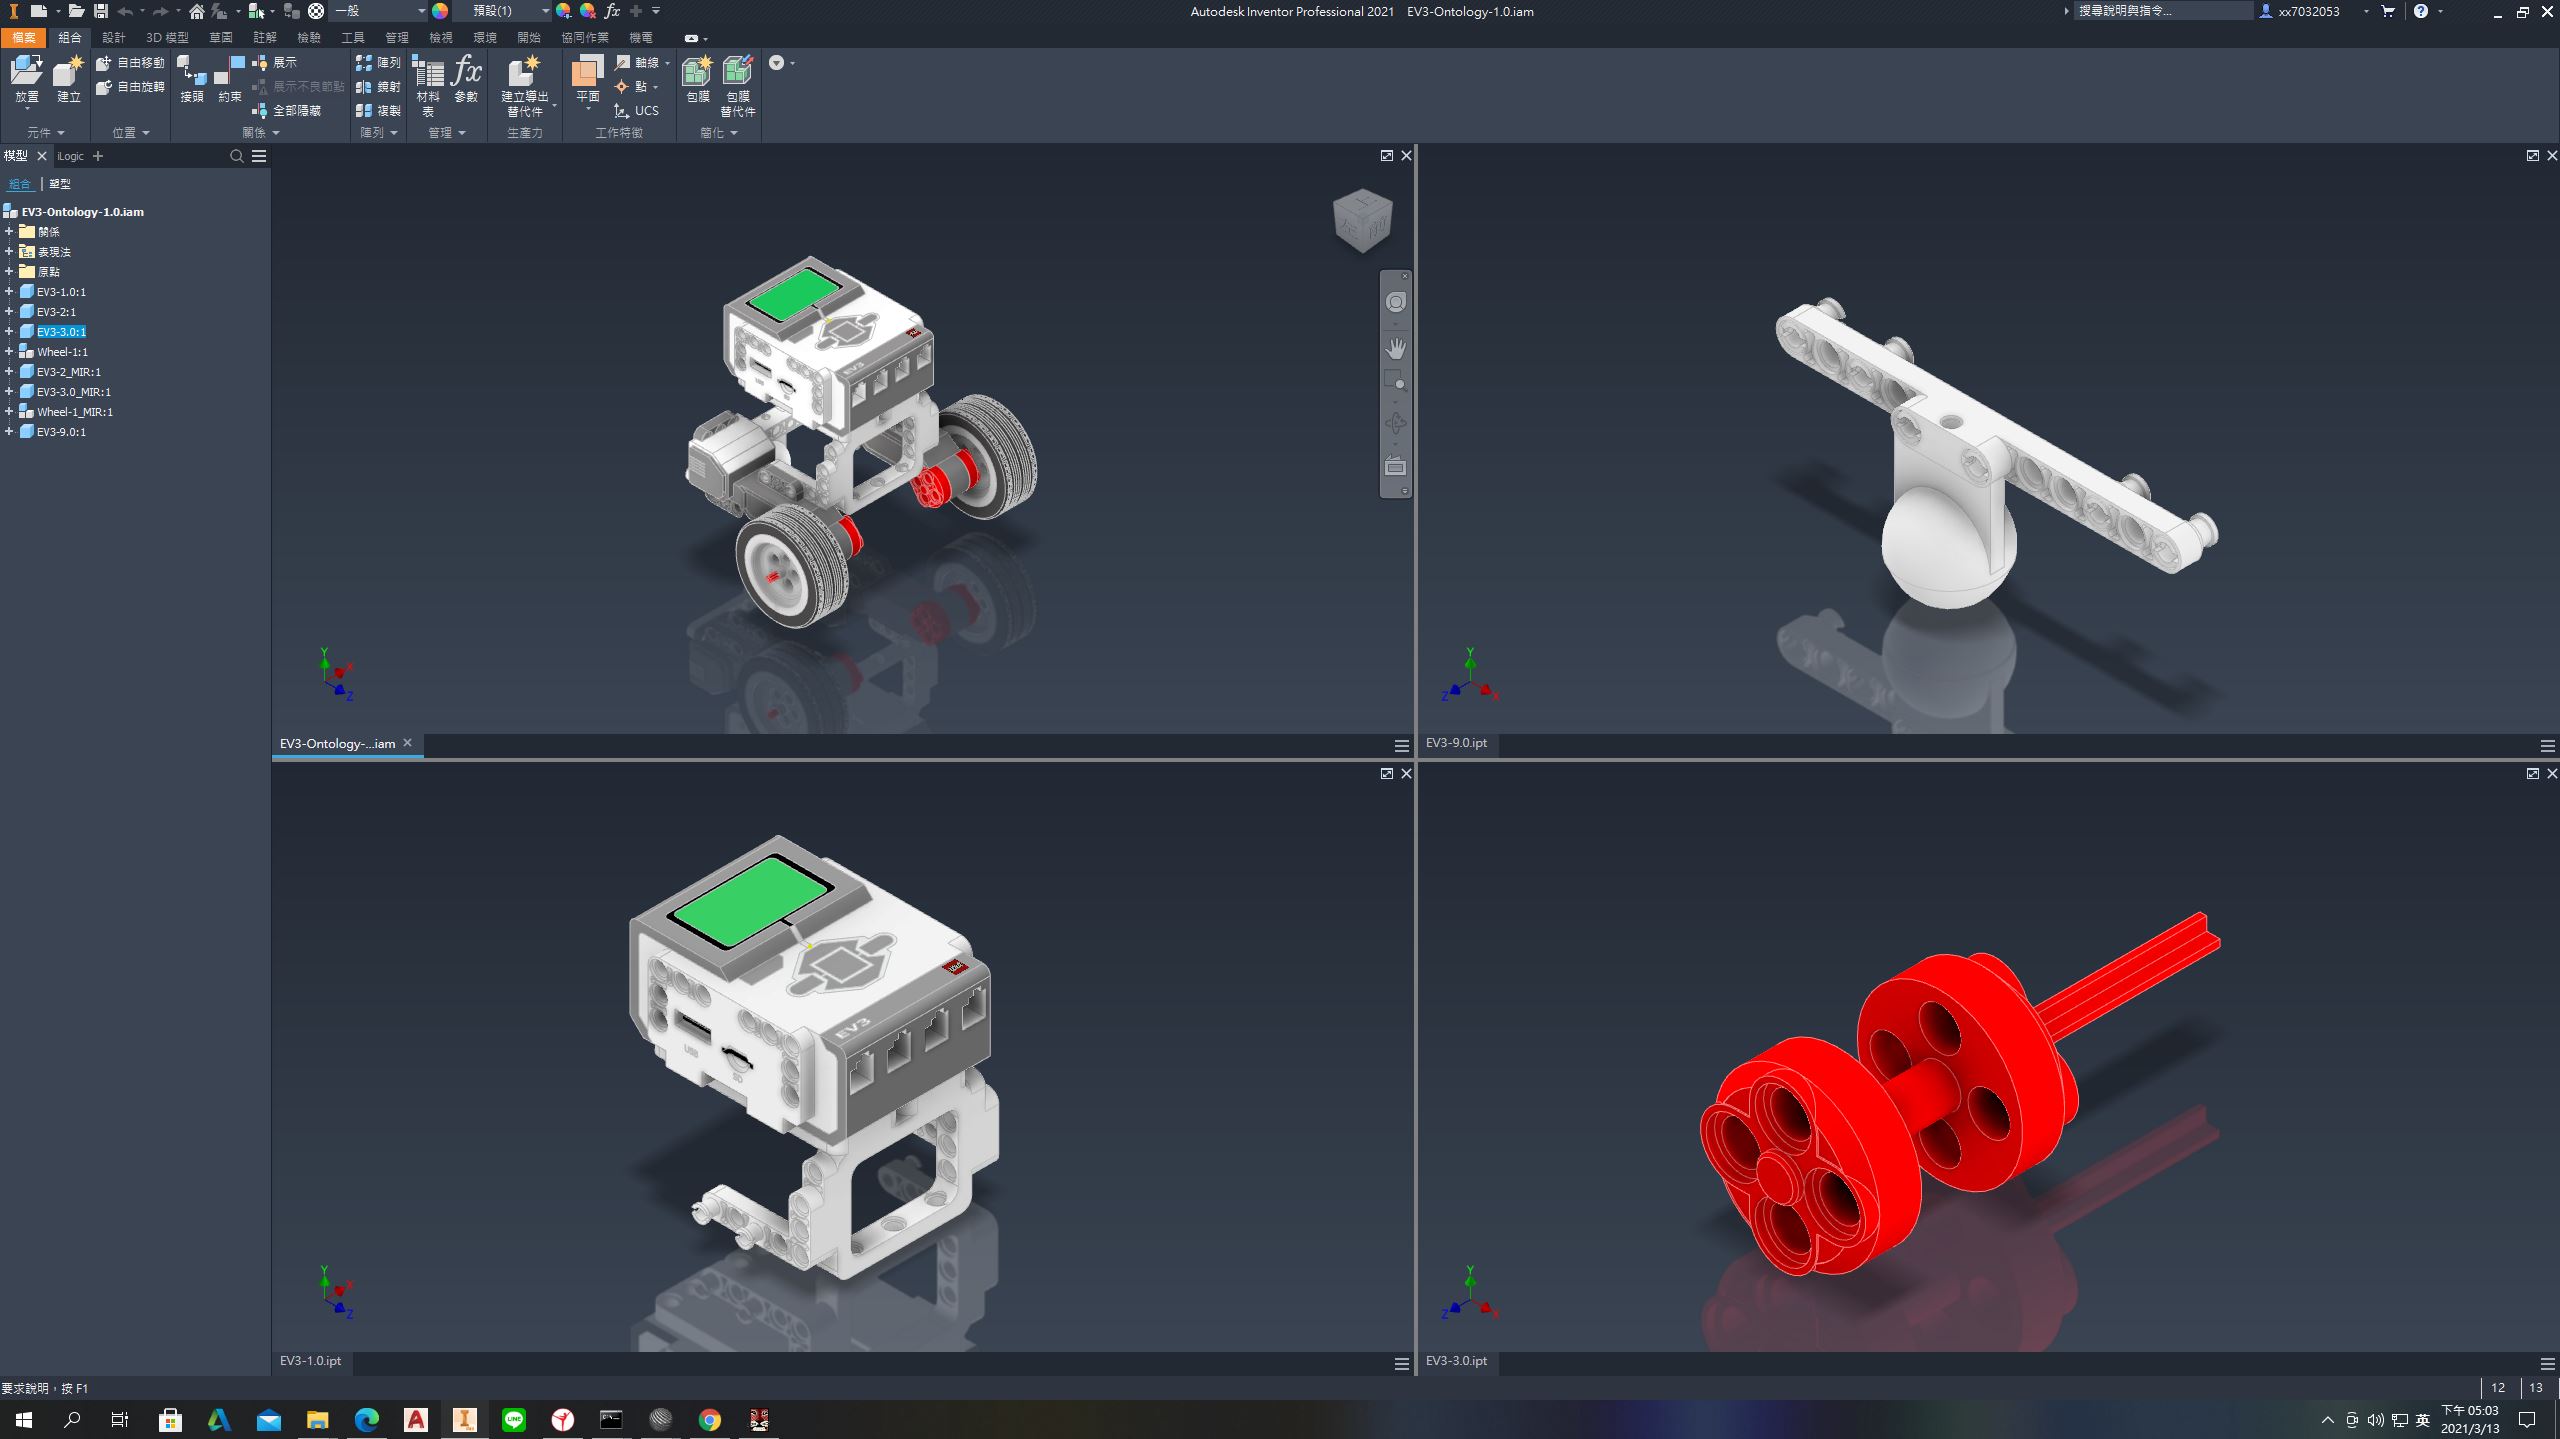 一般
預設(1)
Autodesk Inventor Professional 2021 EV3-Ontology-1.0.iam
搜尋說明與指令...
xx7032053
檔案 組合 設計 3D 模型 草圖 註解 檢驗 工具 管理 檢視 環境 開始 協同作業 機電
放置 建立
自由移動
自由旋轉
接頭 約束
展示
展示不良節點
全部隱藏
陣列
鏡射
複製
材料表
參數
建立導出替代件
平面
軸線
點
UCS
包膜
包膜替代件
元件 位置 關係 陣列 管理 生產力 工作特徵 簡化
模型 iLogic
組合 塑型
EV3-Ontology-1.0.iam
關係
表現法
原點
EV3-1.0:1
EV3-2:1
EV3-3.0:1
Wheel-1:1
EV3-2_MIR:1
EV3-3.0_MIR:1
Wheel-1_MIR:1
EV3-9.0:1
EV3
Y
X
Z
Y
Z
X
EV3-Ontology-...iam
EV3-9.0.ipt
EV3
USB
SD
Y
X
Z
Y
Z
X
EV3-1.0.ipt
EV3-3.0.ipt
要求說明，按 F1
12 13
英
下午 05:03
2021/3/13